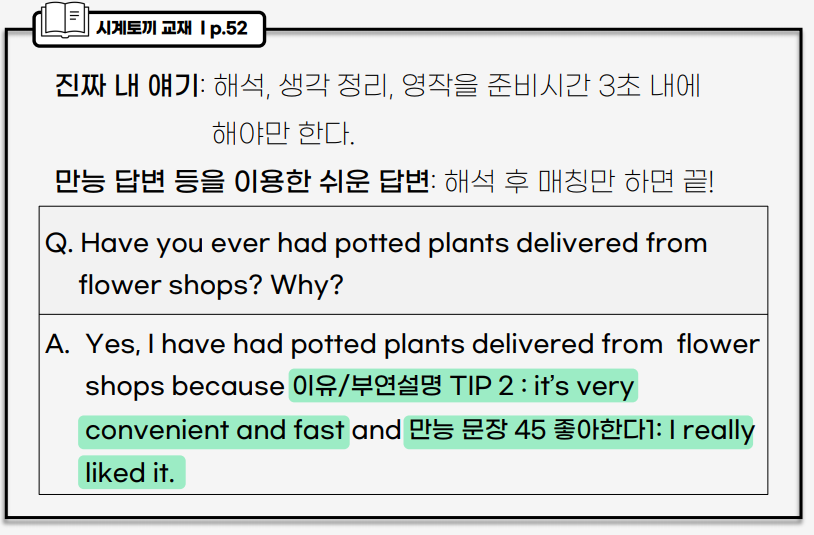 시계토끼 교재 l p.52
진짜 내 얘기: 해석, 생각 정리, 영작을 준비시간 3초 내에
해야만 한다.
만능 답변 등을 이용한 쉬운 답변: 해석 후 매칭만 하면 끝!
Q. Have you ever had potted plants delivered from
flower shops? Why?
A. Yes, I have had potted plants delivered from flower
shops because 이유/부연설명 TIP 2 : it's very
convenient and fast and 만능 문장 45 좋아한다1: I really
liked it.